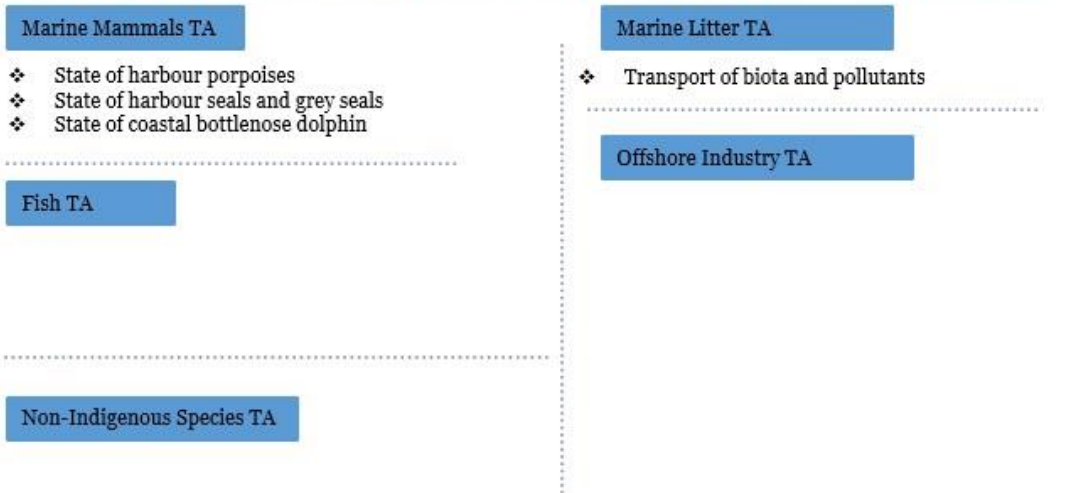 Marine Mammals TA
❖ State of harbour porpoises
❖ State of harbour seals and grey seals
❖ State of coastal bottlenose dolphin
Fish TA
Non-Indigenous Species TA
Marine Litter TA
❖ Transport of biota and pollutants
Offshore Industry TA